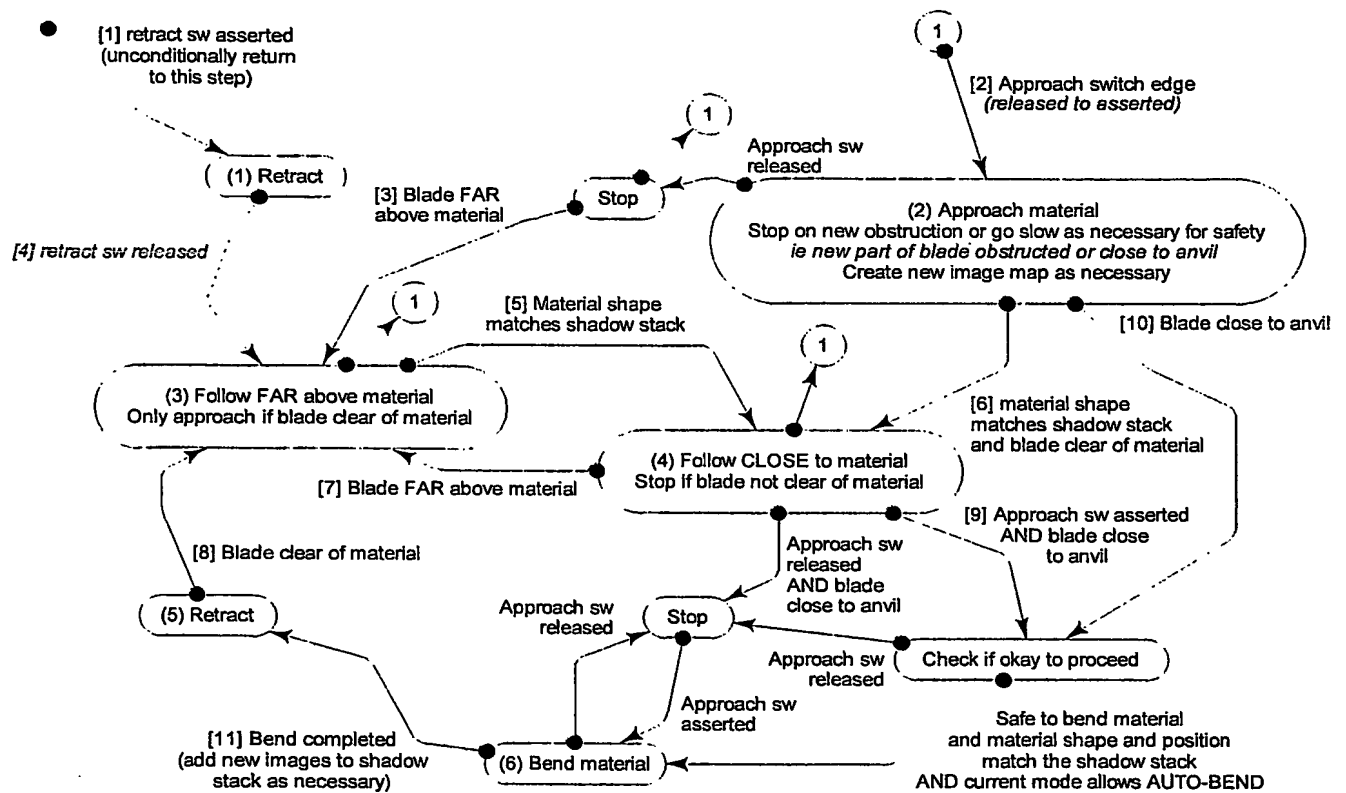 [1] retract sw asserted
(unconditionally return
to this step)
1
[2] Approach switch edge
(released to asserted)
1
Approach sw
released
(1) Retract
[3] Blade FAR
above material
Stop
(2) Approach material
Stop on new obstruction or go slow as necessary for safety
ie new part of blade obstructed or close to anvil
Create new image map as necessary
[4] retract sw released
1
[5] Material shape
matches shadow stack
[10] Blade close to anvil
1
(3) Follow FAR above material
Only approach if blade clear of material
[6] material shape
matches shadow stack
and blade clear of material
(4) Follow CLOSE to material
Stop if blade not clear of material
[7] Blade FAR above material
[9] Approach sw asserted
AND blade close
to anvil
[8] Blade clear of material
Approach sw
released
AND blade
close to anvil
(5) Retract
Approach sw
released
Stop
Approach sw
released
Check if okay to proceed
Approach sw
asserted
[11] Bend completed
(add new images to shadow
stack as necessary)
(6) Bend material
Safe to bend material
and material shape and position
match the shadow stack
AND current mode allows AUTO-BEND